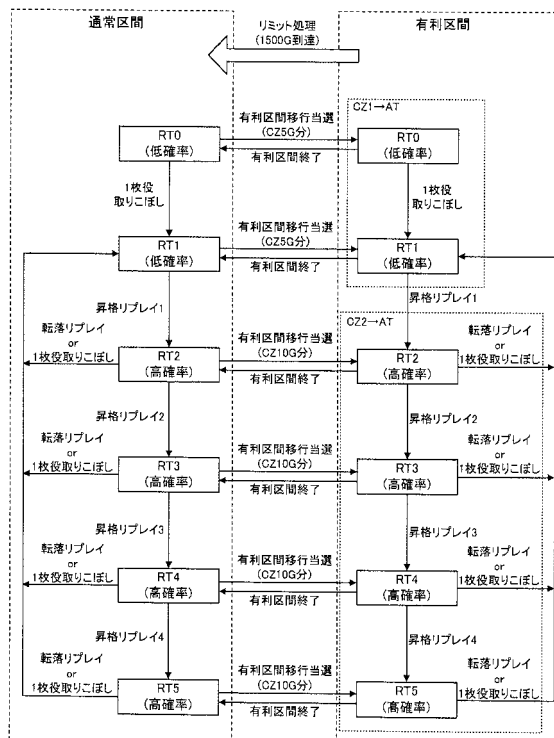 通常区間
リミット処理
(1500G到達)
有利区間
CZ1→AT
RT0
(低確率)
有利区間移行当選
(CZ5G分)
有利区間終了
RT0
(低確率)
1枚役
取りこぼし
1枚役
取りこぼし
RT1
(低確率)
有利区間移行当選
(CZ5G分)
有利区間終了
RT1
(低確率)
昇格リプレイ1
昇格リプレイ1
CZ2→AT
転落リプレイ
or
1枚役取りこぼし
RT2
(高確率)
有利区間移行当選
(CZ10G分)
有利区間終了
RT2
(高確率)
転落リプレイ
or
1枚役取りこぼし
昇格リプレイ2
昇格リプレイ2
転落リプレイ
or
1枚役取りこぼし
RT3
(高確率)
有利区間移行当選
(CZ10G分)
有利区間終了
RT3
(高確率)
転落リプレイ
or
1枚役取りこぼし
昇格リプレイ3
昇格リプレイ3
転落リプレイ
or
1枚役取りこぼし
RT4
(高確率)
有利区間移行当選
(CZ10G分)
有利区間終了
RT4
(高確率)
転落リプレイ
or
1枚役取りこぼし
昇格リプレイ4
昇格リプレイ4
転落リプレイ
or
1枚役取りこぼし
RT5
(高確率)
有利区間移行当選
(CZ10G分)
有利区間終了
RT5
(高確率)
転落リプレイ
or
1枚役取りこぼし